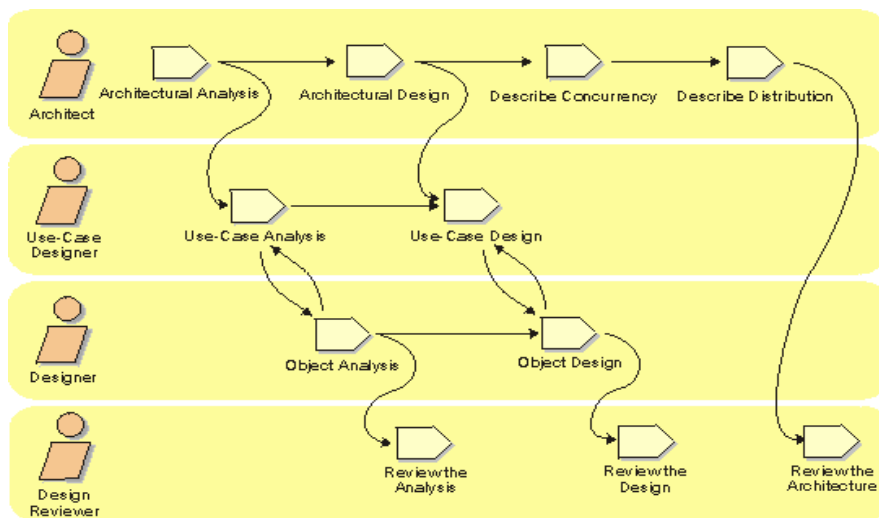 Architectural Analysis
Architectural Design
Describe Concurrency
Describe Distribution
Architect
Use-Case Analysis
Use-Case Design
Use-Case
Designer
Object Analysis
Object Design
Designer
Reviewthe
Analysis
Reviewthe
Design
Reviewthe
Architecture
Design
Reviewer